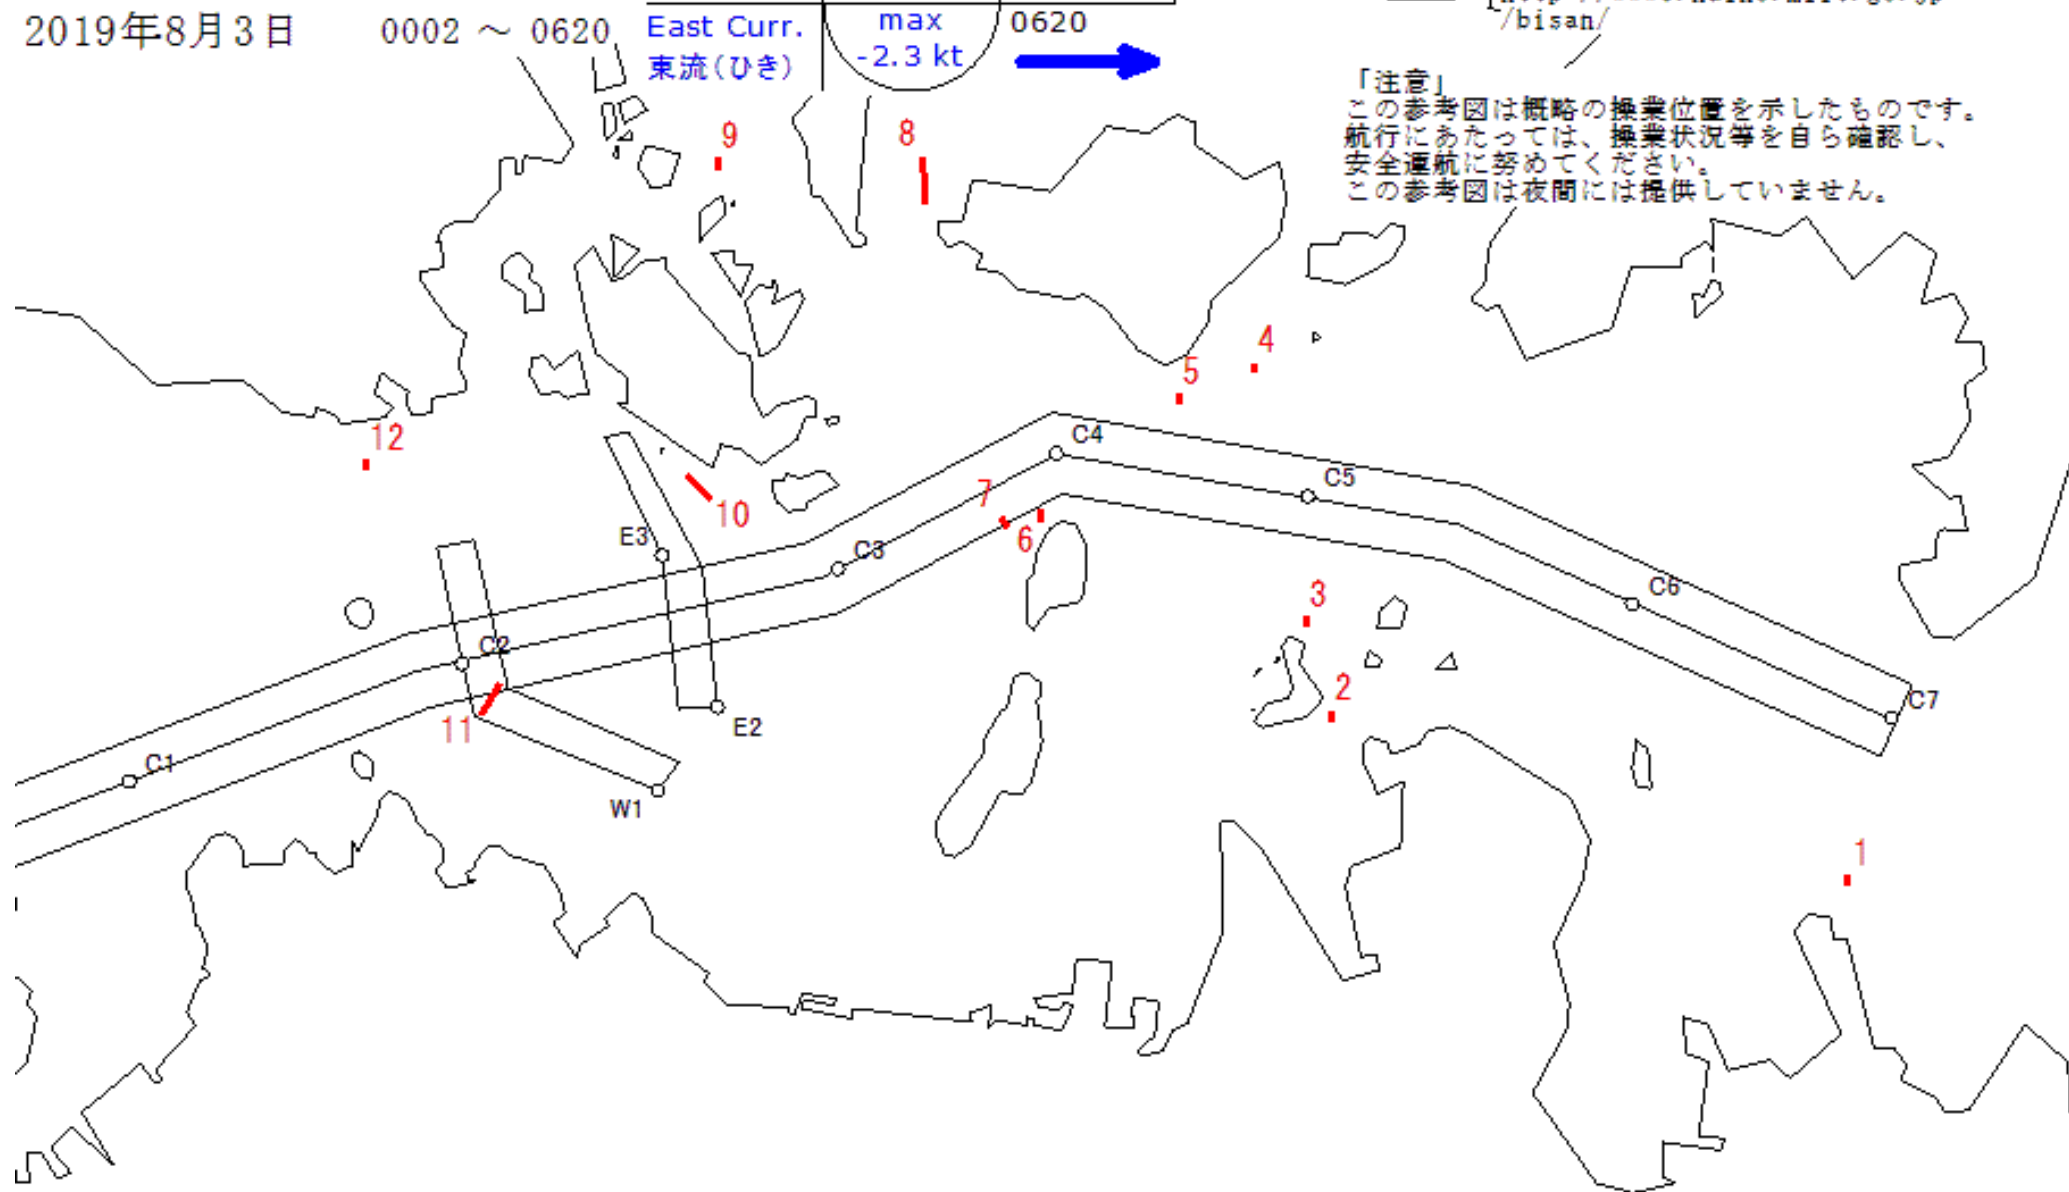 2019年8月3日 0002 ～ 0620
East Curr.
東流(ひき)
max
-2.3 kt
0620
/bisan/
「注意」
この参考図は概略の操業位置を示したものです。
航行にあたっては、操業状況等を自ら確認し、
安全運航に努めてください。
この参考図は夜間には提供していません。
9
8
4
5
12
C4
C5
7
10
6
E3
C3
C6
3
C2
2
C7
11
E2
C1
W1
1